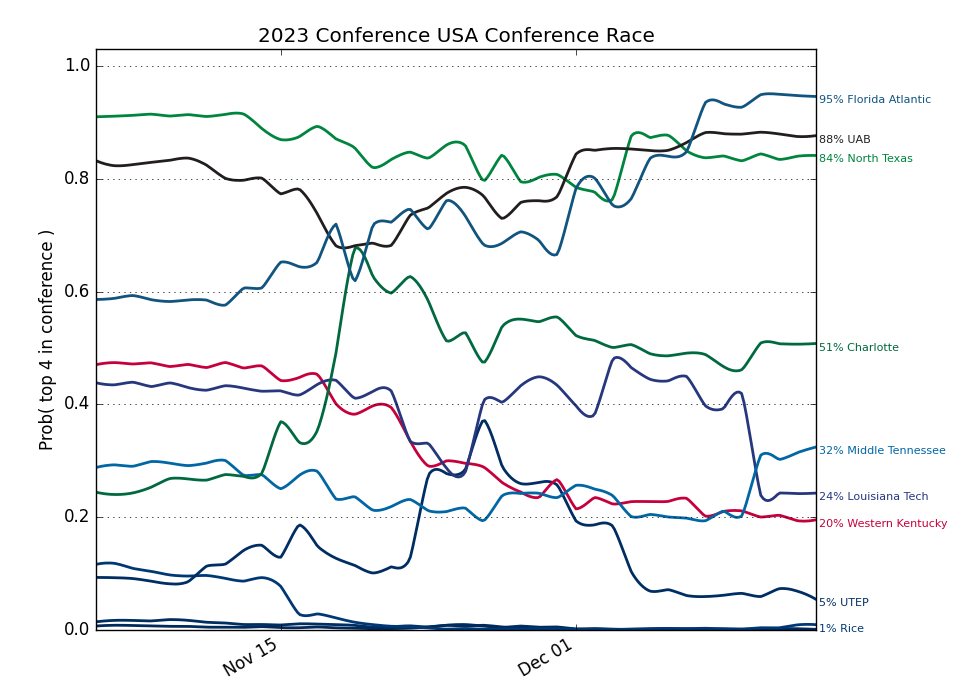 2023 Conference USA Conference Race
Prob( top 4 in conference )
1.0
0.8
0.6
0.4
0.2
0.0
Nov 15
Dec 01
95% Florida Atlantic
88% UAB
84% North Texas
51% Charlotte
32% Middle Tennessee
24% Louisiana Tech
20% Western Kentucky
5% UTEP
1% Rice